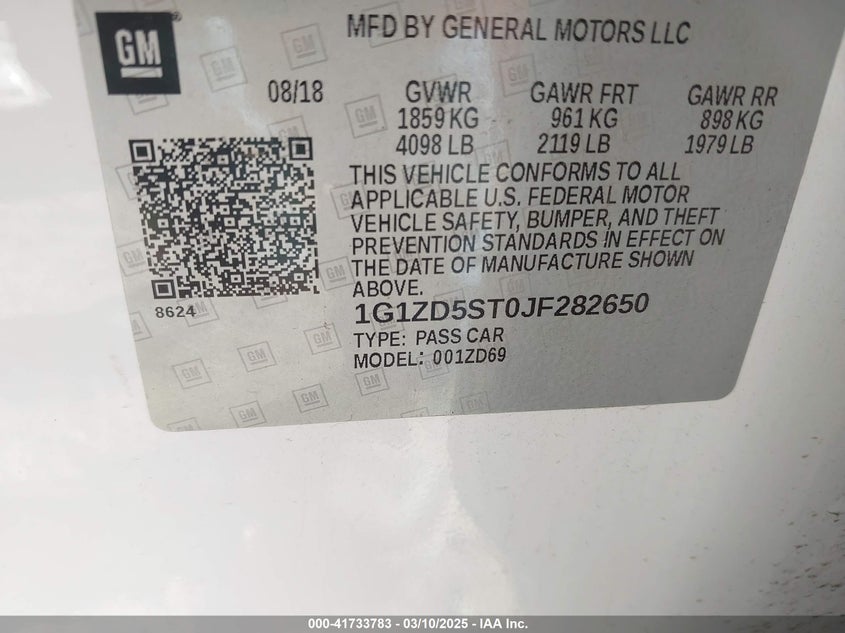 GM
MFD BY GENERAL MOTORS LLC
08/18 GVWR GAWR FRT GAWR RR
1859 KG 961 KG 898 KG
4098 LB 2119 LB 1979 LB
THIS VEHICLE CONFORMS TO ALL
APPLICABLE U.S. FEDERAL MOTOR
VEHICLE SAFETY, BUMPER, AND THEFT
PREVENTION STANDARDS IN EFFECT ON
THE DATE OF MANUFACTURE SHOWN
ABOVE.
8624
1G1ZD5ST0JF282650
TYPE: PASS CAR
MODEL: 001ZD69
000-41733783 - 03/10/2025 - IAA Inc.